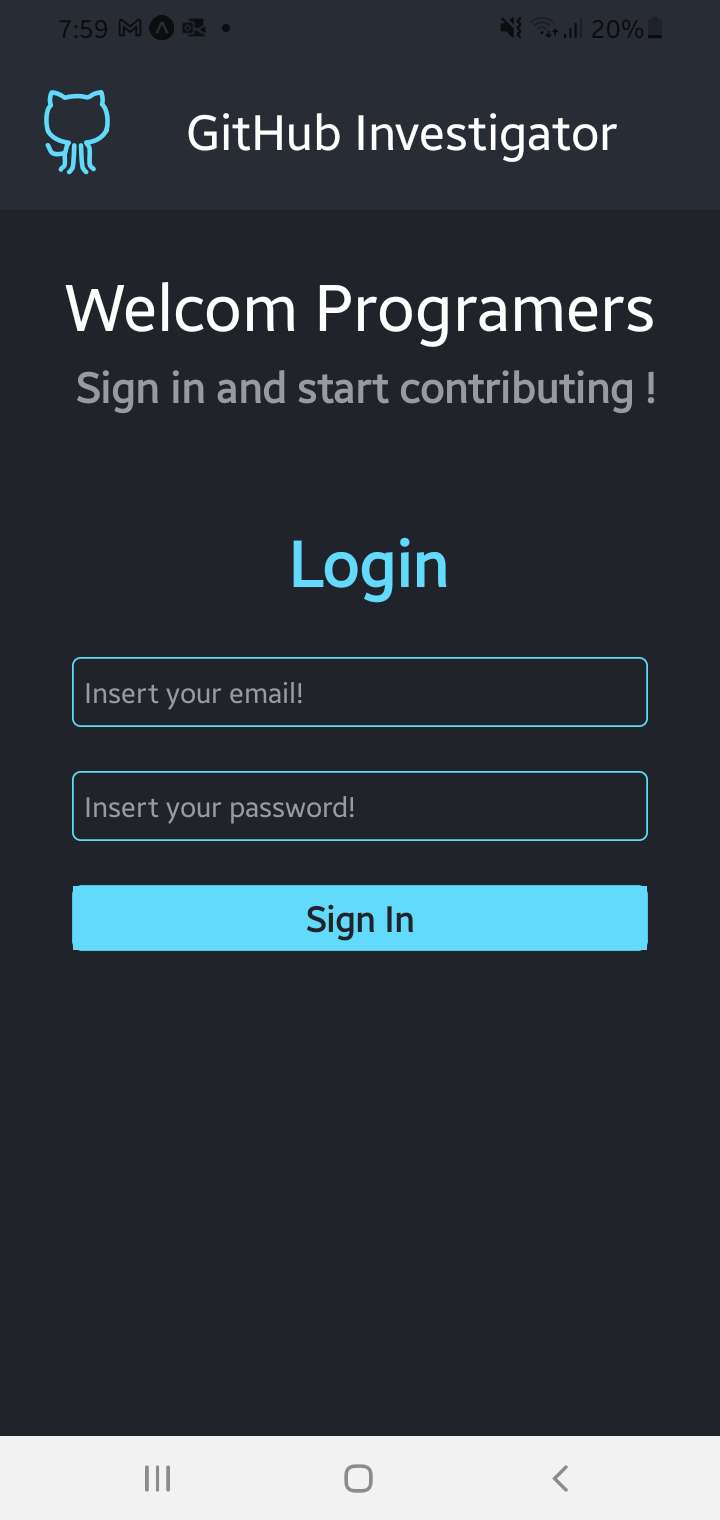 7:59 20%
GitHub Investigator
Welcom Programers
Sign in and start contributing !
Login
Insert your email!
Insert your password!
Sign In